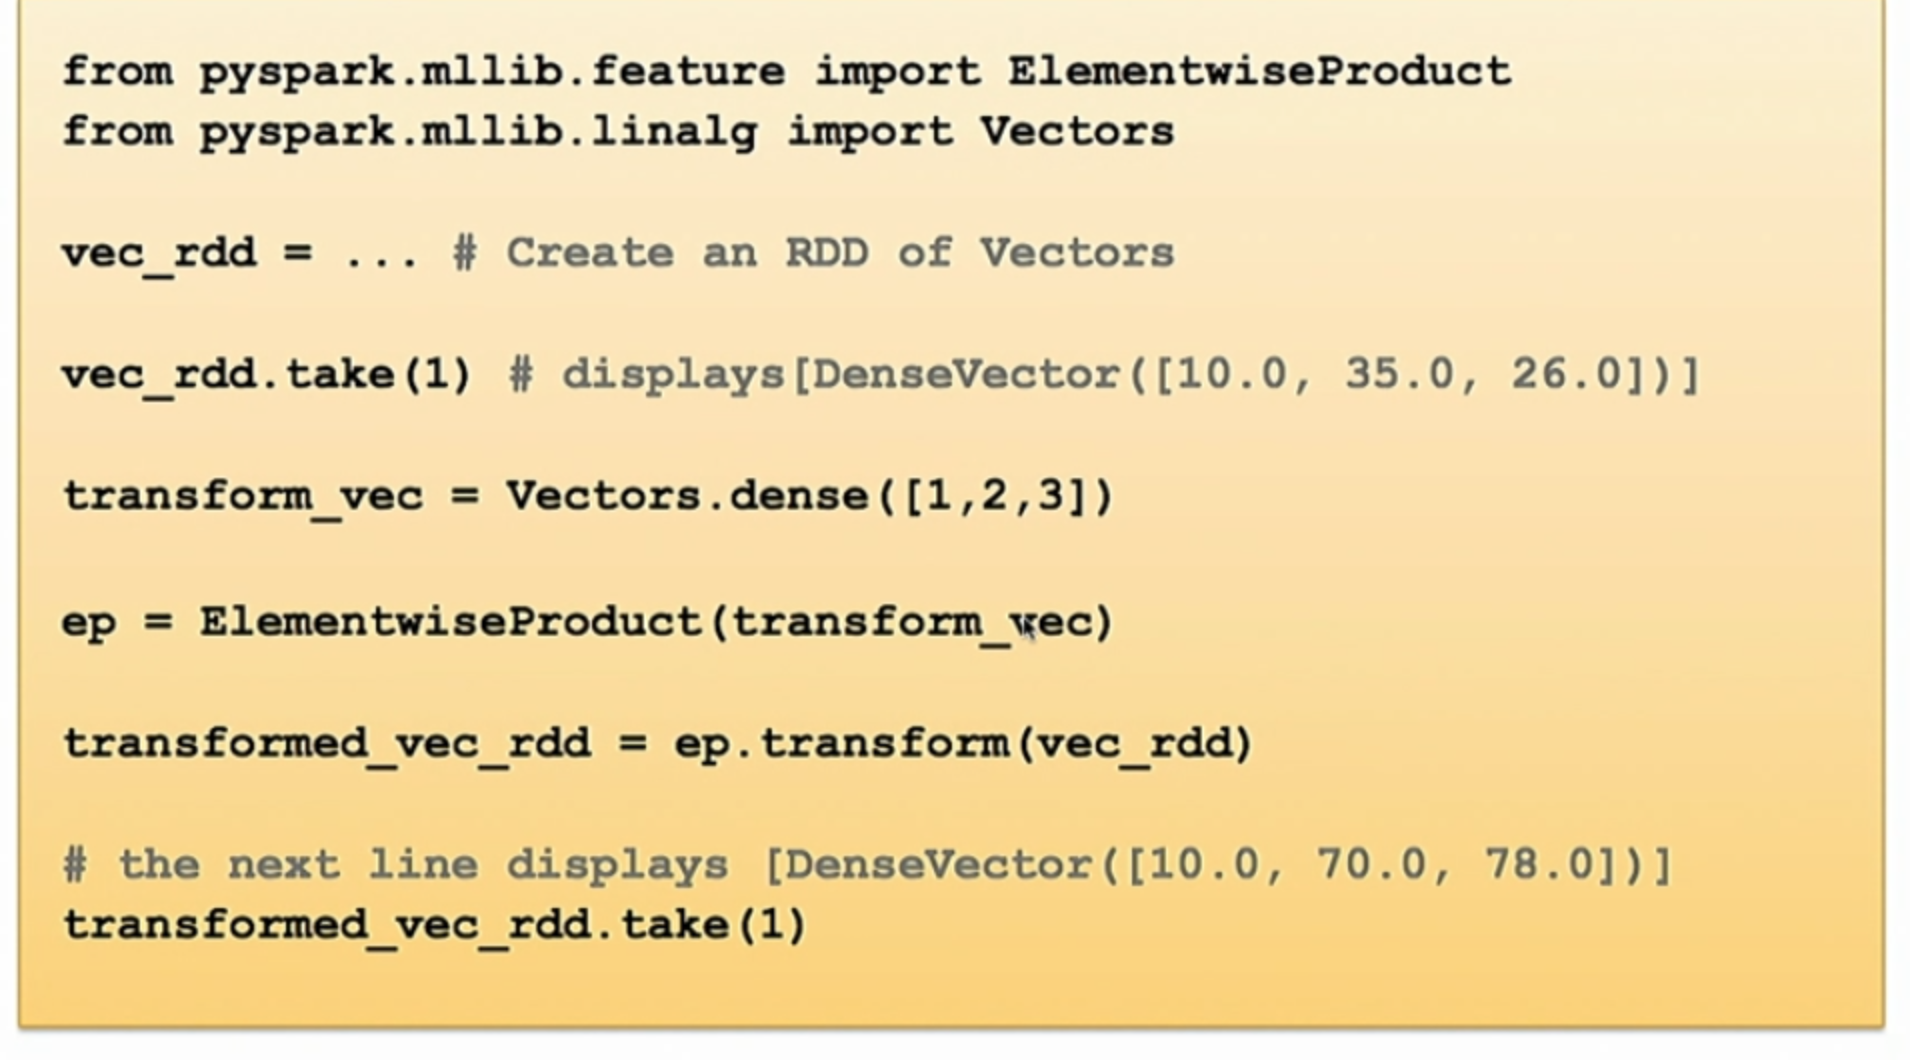 from pyspark.mllib.feature import ElementwiseProduct
from pyspark.mllib.linalg import Vectors
vec_rdd = ... # Create an RDD of Vectors
vec_rdd.take(1) # displays[DenseVector([10.0, 35.0, 26.0])]
transform_vec = Vectors.dense([1,2,3])
ep = ElementwiseProduct(transform_vec)
transformed_vec_rdd = ep.transform(vec_rdd)
# the next line displays [DenseVector([10.0, 70.0, 78.0])]
transformed_vec_rdd.take(1)